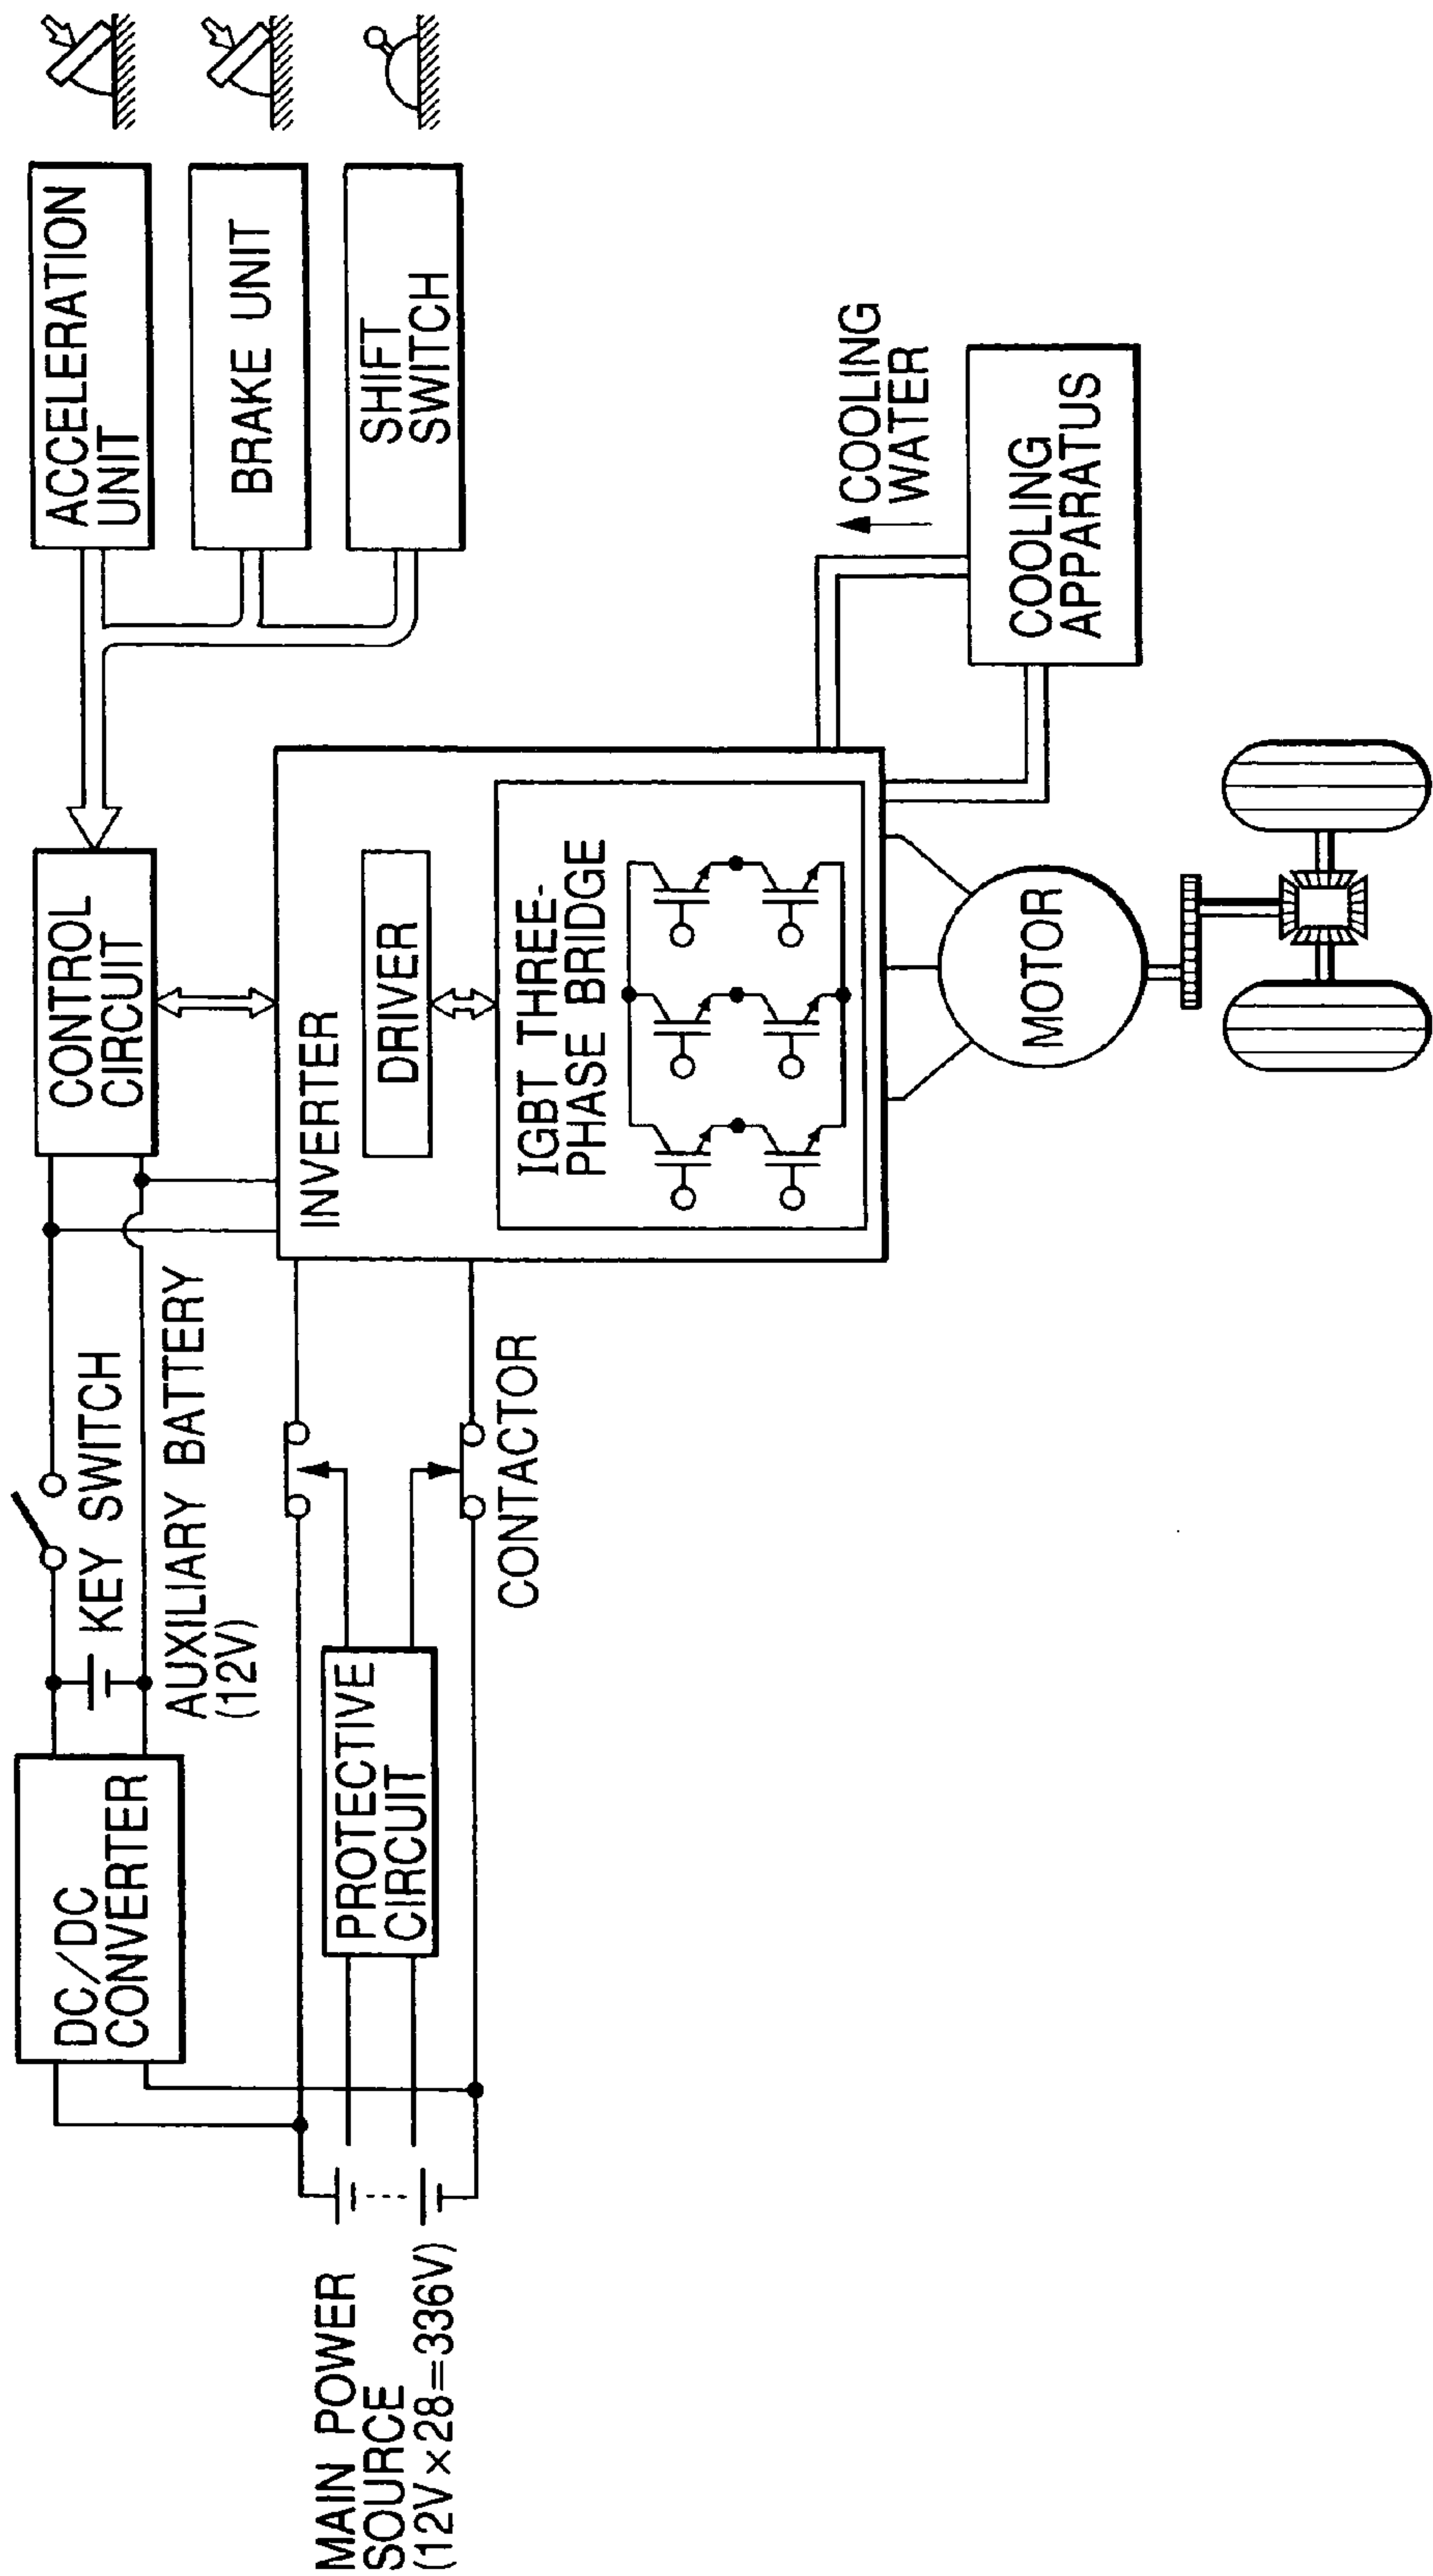 MAIN POWER
SOURCE
(12V×28=336V)
DC/DC
CONVERTER
KEY SWITCH
AUXILIARY BATTERY
(12V)
PROTECTIVE
CIRCUIT
CONTACTOR
CONTROL
CIRCUIT
INVERTER
DRIVER
IGBT THREE-
PHASE BRIDGE
MOTOR
ACCELERATION
UNIT
BRAKE UNIT
SHIFT
SWITCH
COOLING
WATER
COOLING
APPARATUS